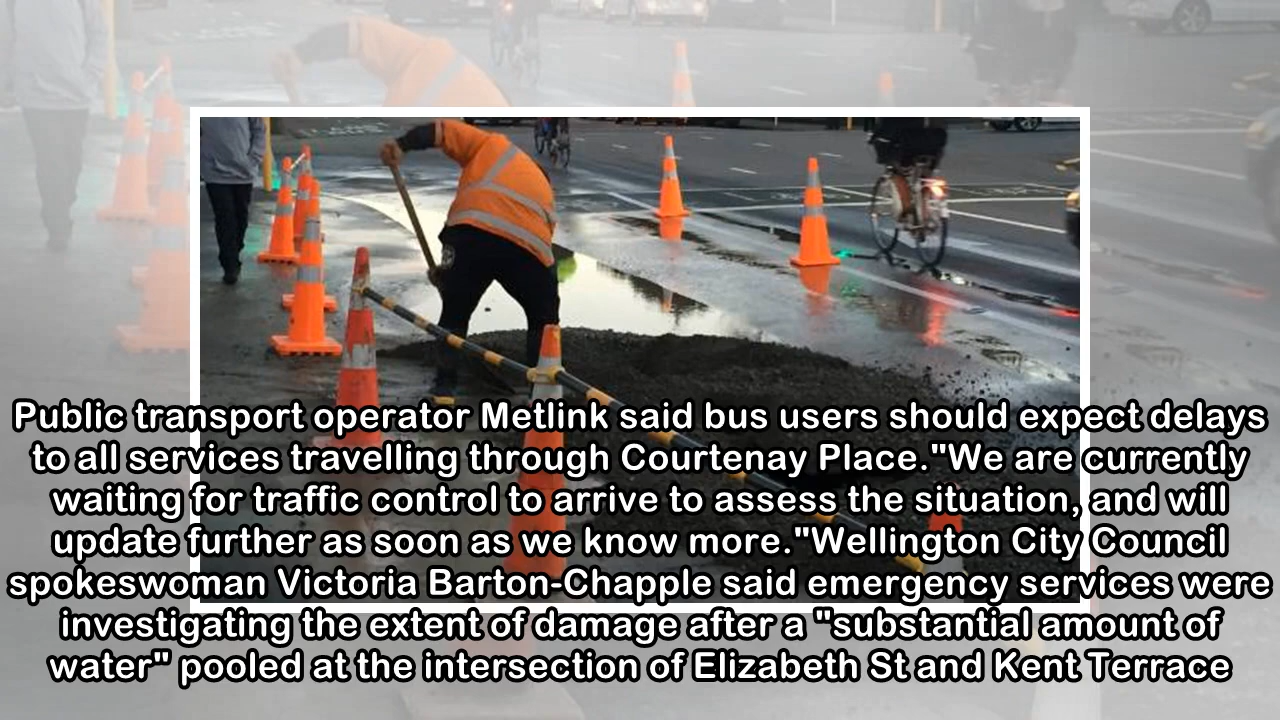 Public transport operator Metlink said bus users should expect delays
to all services travelling through Courtenay Place."We are currently
waiting for traffic control to arrive to assess the situation, and will
update further as soon as we know more."Wellington City Council
spokeswoman Victoria Barton-Chapple said emergency services were
investigating the extent of damage after a "substantial amount of
water" pooled at the intersection of Elizabeth St and Kent Terrace